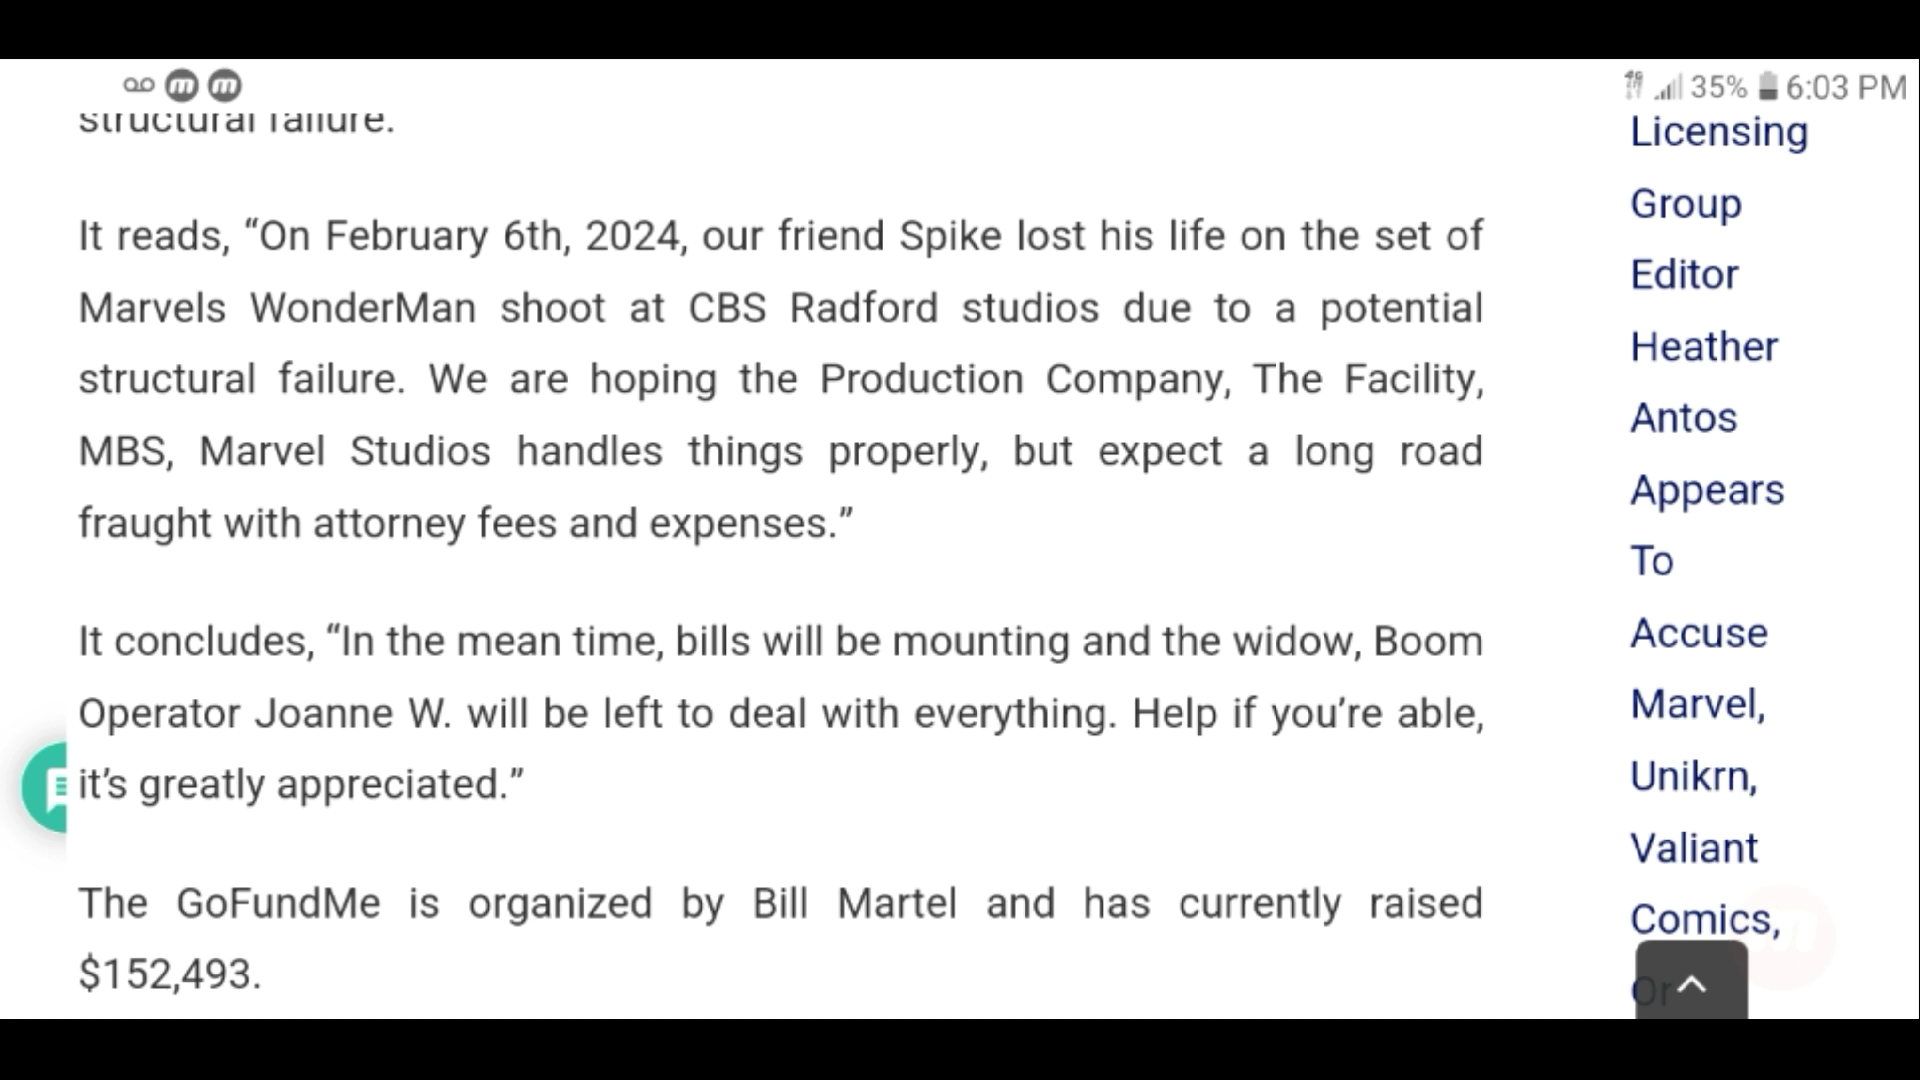 35% 6:03 PM
structural failure.
It reads, “On February 6th, 2024, our friend Spike lost his life on the set of
Marvels WonderMan shoot at CBS Radford studios due to a potential
structural failure. We are hoping the Production Company, The Facility,
MBS, Marvel Studios handles things properly, but expect a long road
fraught with attorney fees and expenses.”
It concludes, “In the mean time, bills will be mounting and the widow, Boom
Operator Joanne W. will be left to deal with everything. Help if you’re able,
it’s greatly appreciated.”
The GoFundMe is organized by Bill Martel and has currently raised
$152,493.
Licensing
Group
Editor
Heather
Antos
Appears
To
Accuse
Marvel,
Unikrn,
Valiant
Comics,
Or